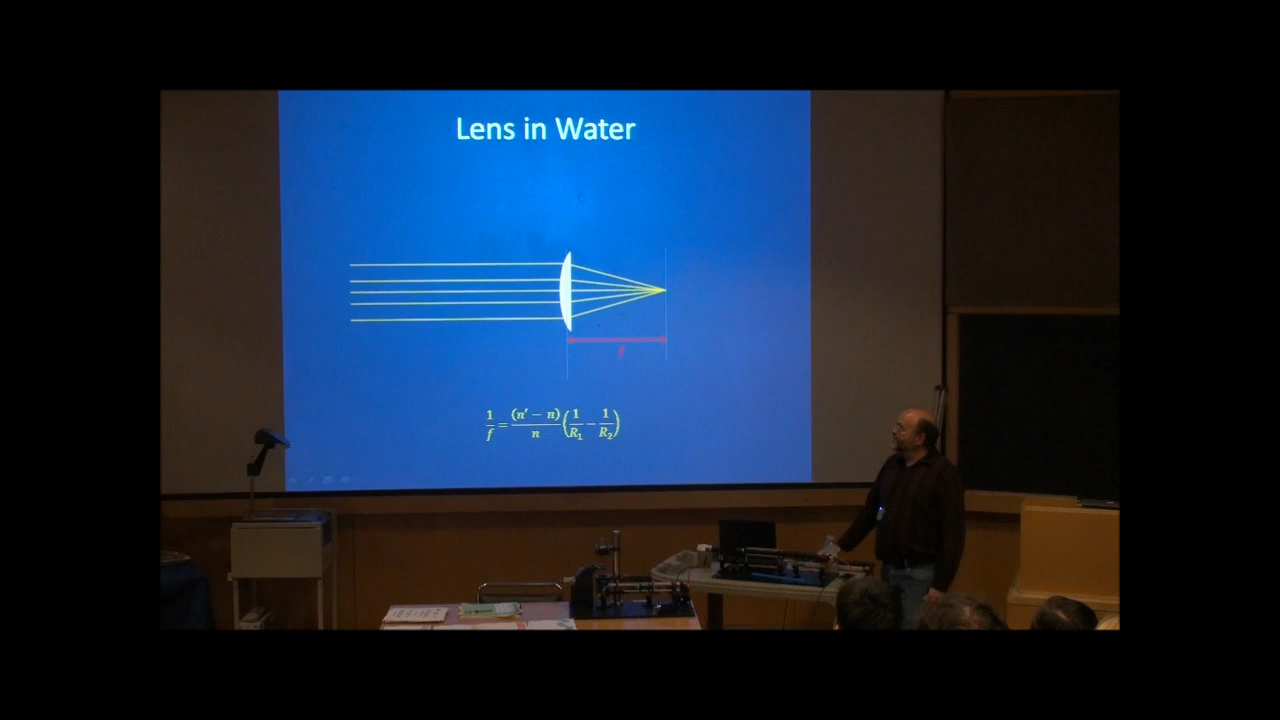 Lens in Water
f
1/f = (n′ − n)/n (1/R₁ − 1/R₂)